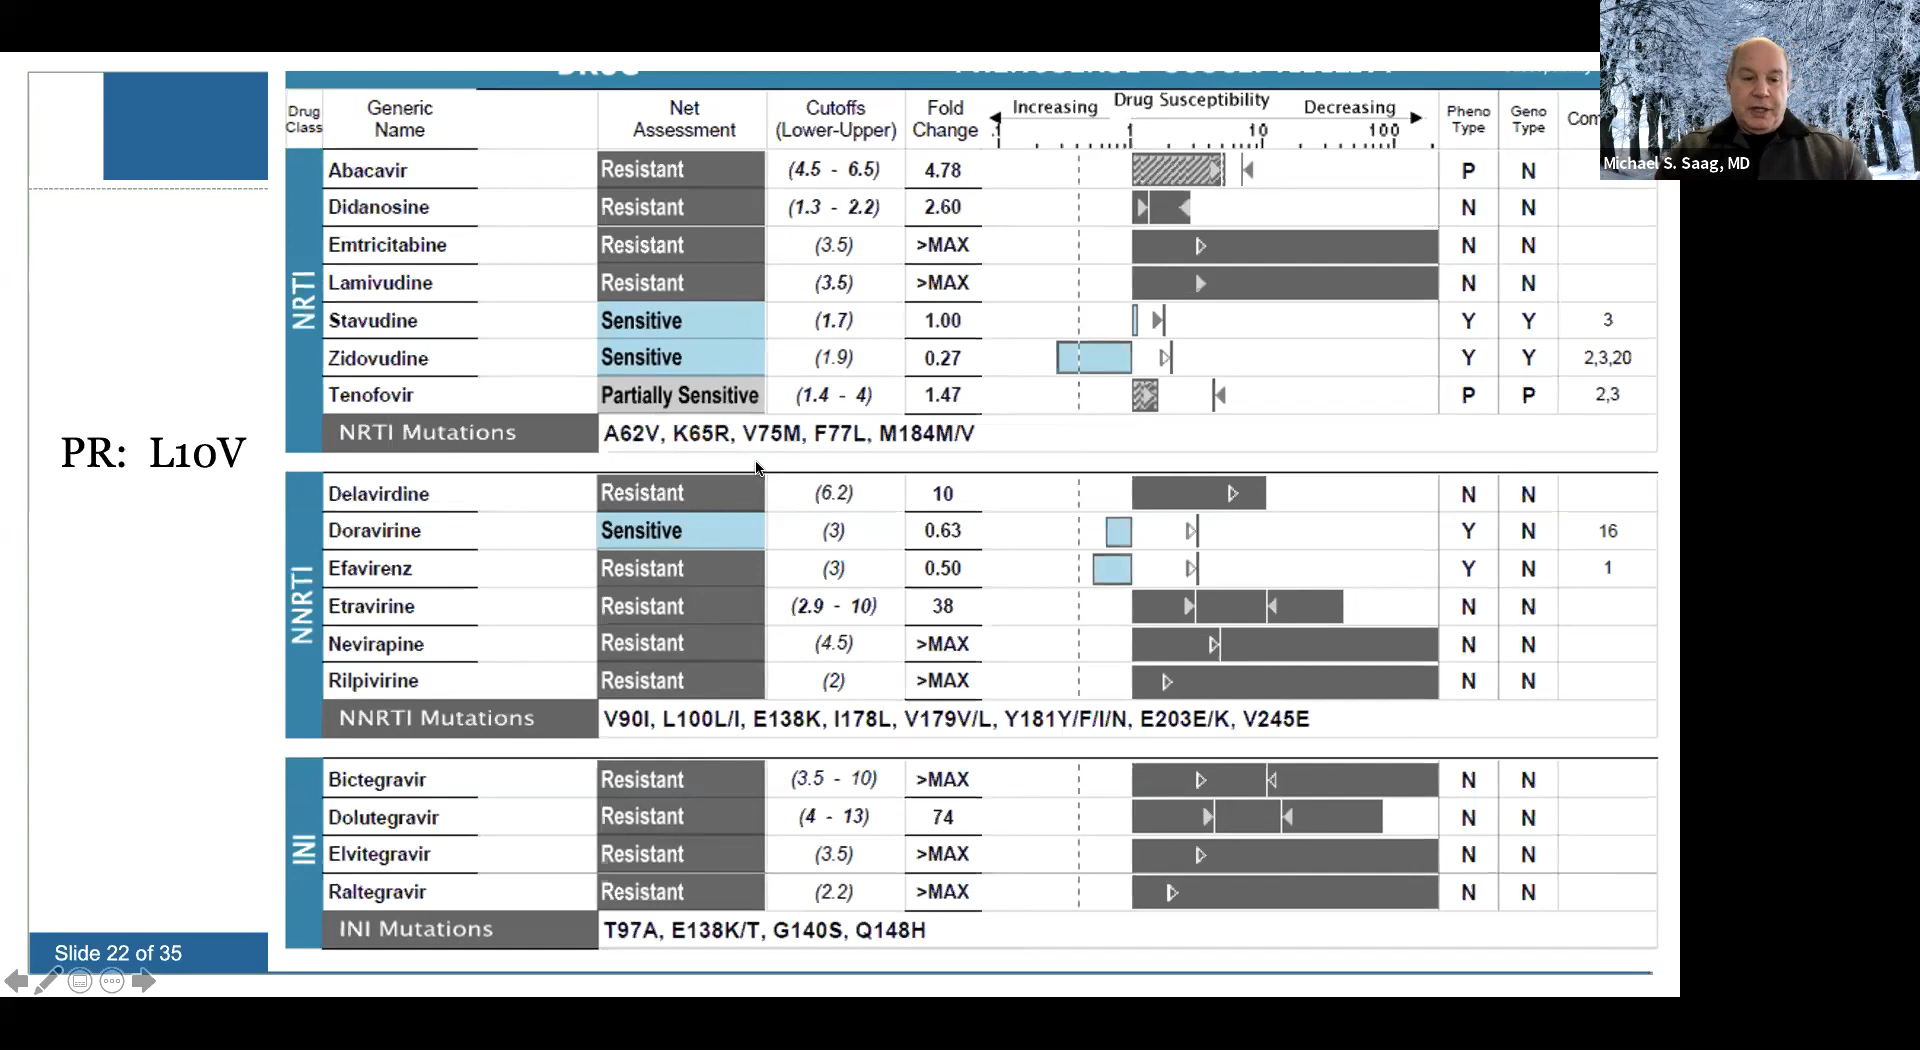 Drug Class Generic Name Net Assessment Cutoffs (Lower-Upper) Fold Change Increasing Drug Susceptibility Decreasing .1 1 10 100 Pheno Type Geno Type
Michael S. Saag, MD
NRTI
Abacavir Resistant (4.5 - 6.5) 4.78 P N
Didanosine Resistant (1.3 - 2.2) 2.60 N N
Emtricitabine Resistant (3.5) >MAX N N
Lamivudine Resistant (3.5) >MAX N N
Stavudine Sensitive (1.7) 1.00 Y Y 3
Zidovudine Sensitive (1.9) 0.27 Y Y 2,3,20
Tenofovir Partially Sensitive (1.4 - 4) 1.47 P P 2,3
NRTI Mutations A62V, K65R, V75M, F77L, M184M/V
PR: L10V
NNRTI
Delavirdine Resistant (6.2) 10 N N
Doravirine Sensitive (3) 0.63 Y N 16
Efavirenz Resistant (3) 0.50 Y N 1
Etravirine Resistant (2.9 - 10) 38 N N
Nevirapine Resistant (4.5) >MAX N N
Rilpivirine Resistant (2) >MAX N N
NNRTI Mutations V90I, L100L/I, E138K, I178L, V179V/L, Y181Y/F/I/N, E203E/K, V245E
INI
Bictegravir Resistant (3.5 - 10) >MAX N N
Dolutegravir Resistant (4 - 13) 74 N N
Elvitegravir Resistant (3.5) >MAX N N
Raltegravir Resistant (2.2) >MAX N N
INI Mutations T97A, E138K/T, G140S, Q148H
Slide 22 of 35